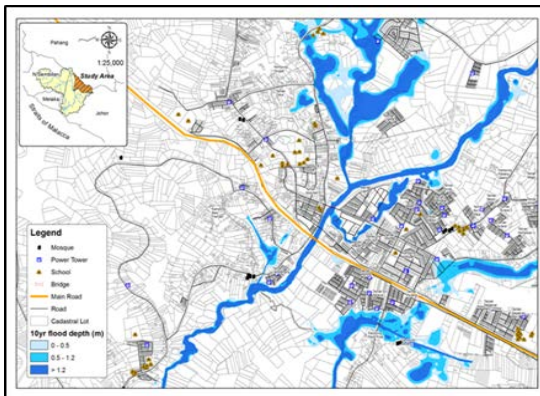 Pahang
1:25,000
N.Sembilan
Study Area
Melaka
Johor
Straits of Malacca
Legend
Mosque
Power Tower
School
Bridge
Main Road
Road
Cadastral Lot
10yr flood depth (m)
0 - 0.5
0.5 - 1.2
> 1.2